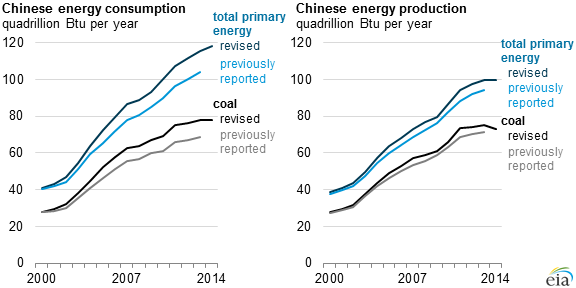 Chinese energy consumption
quadrillion Btu per year
120
100
80
60
40
20
0
2000
2007
2014
total primary
energy
revised
previously
reported
coal
revised
previously
reported
Chinese energy production
quadrillion Btu per year
120
100
80
60
40
20
0
2000
2007
2014
total primary
energy
revised
previously
reported
coal
revised
previously
reported
eia